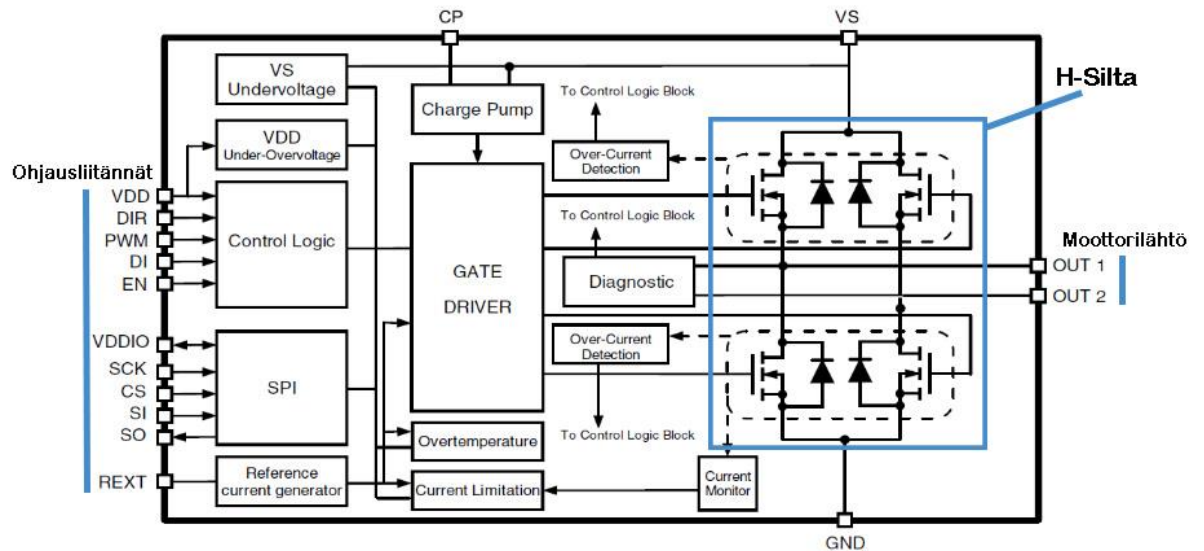 CP
VS
VS
Undervoltage
H-Silta
To Control Logic Block
Charge Pump
VDD
Under-Overvoltage
Over-Current
Detection
Ohjausliitännät
VDD
DIR
PWM
DI
EN
Control Logic
To Control Logic Block
GATE
DRIVER
Diagnostic
Moottorilähtö
OUT 1
OUT 2
VDDIO
SCK
CS
SI
SO
SPI
Over-Current
Detection
To Control Logic Block
Overtemperature
REXT
Reference
current generator
Current Limitation
Current
Monitor
GND